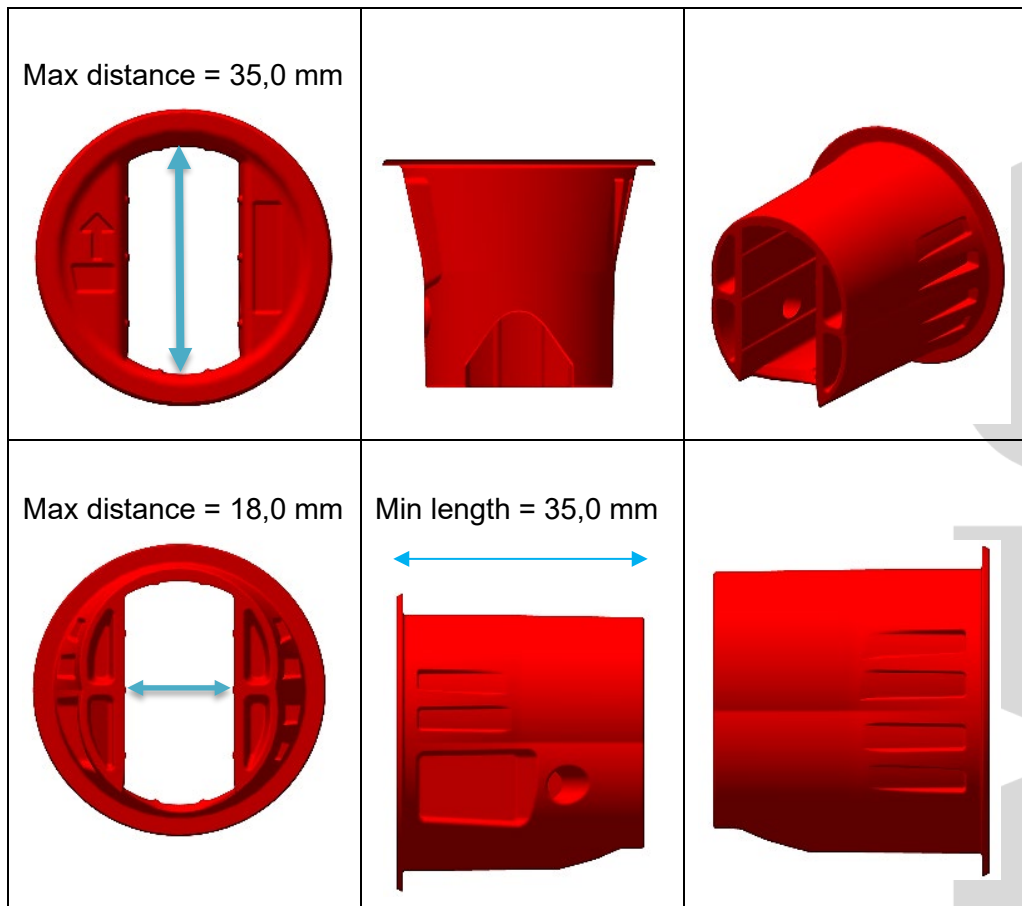 Max distance = 35,0 mm
Max distance = 18,0 mm
Min length = 35,0 mm